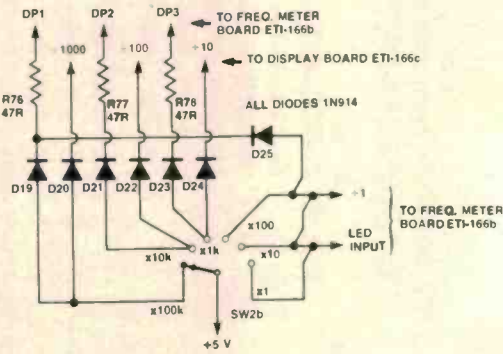 DP1
DP2
DP3
TO FREQ. METER
BOARD ETI-166b
÷1000
÷100
÷10
TO DISPLAY BOARD ETI-166c
R76
47R
R77
47R
R78
47R
ALL DIODES 1N914
D25
D19
D20
D21
D22
D23
D24
÷1
x100
x1k
x10k
x10
x1
x100k
LED
INPUT
TO FREQ. METER
BOARD ETI-166b
SW2b
+5 V